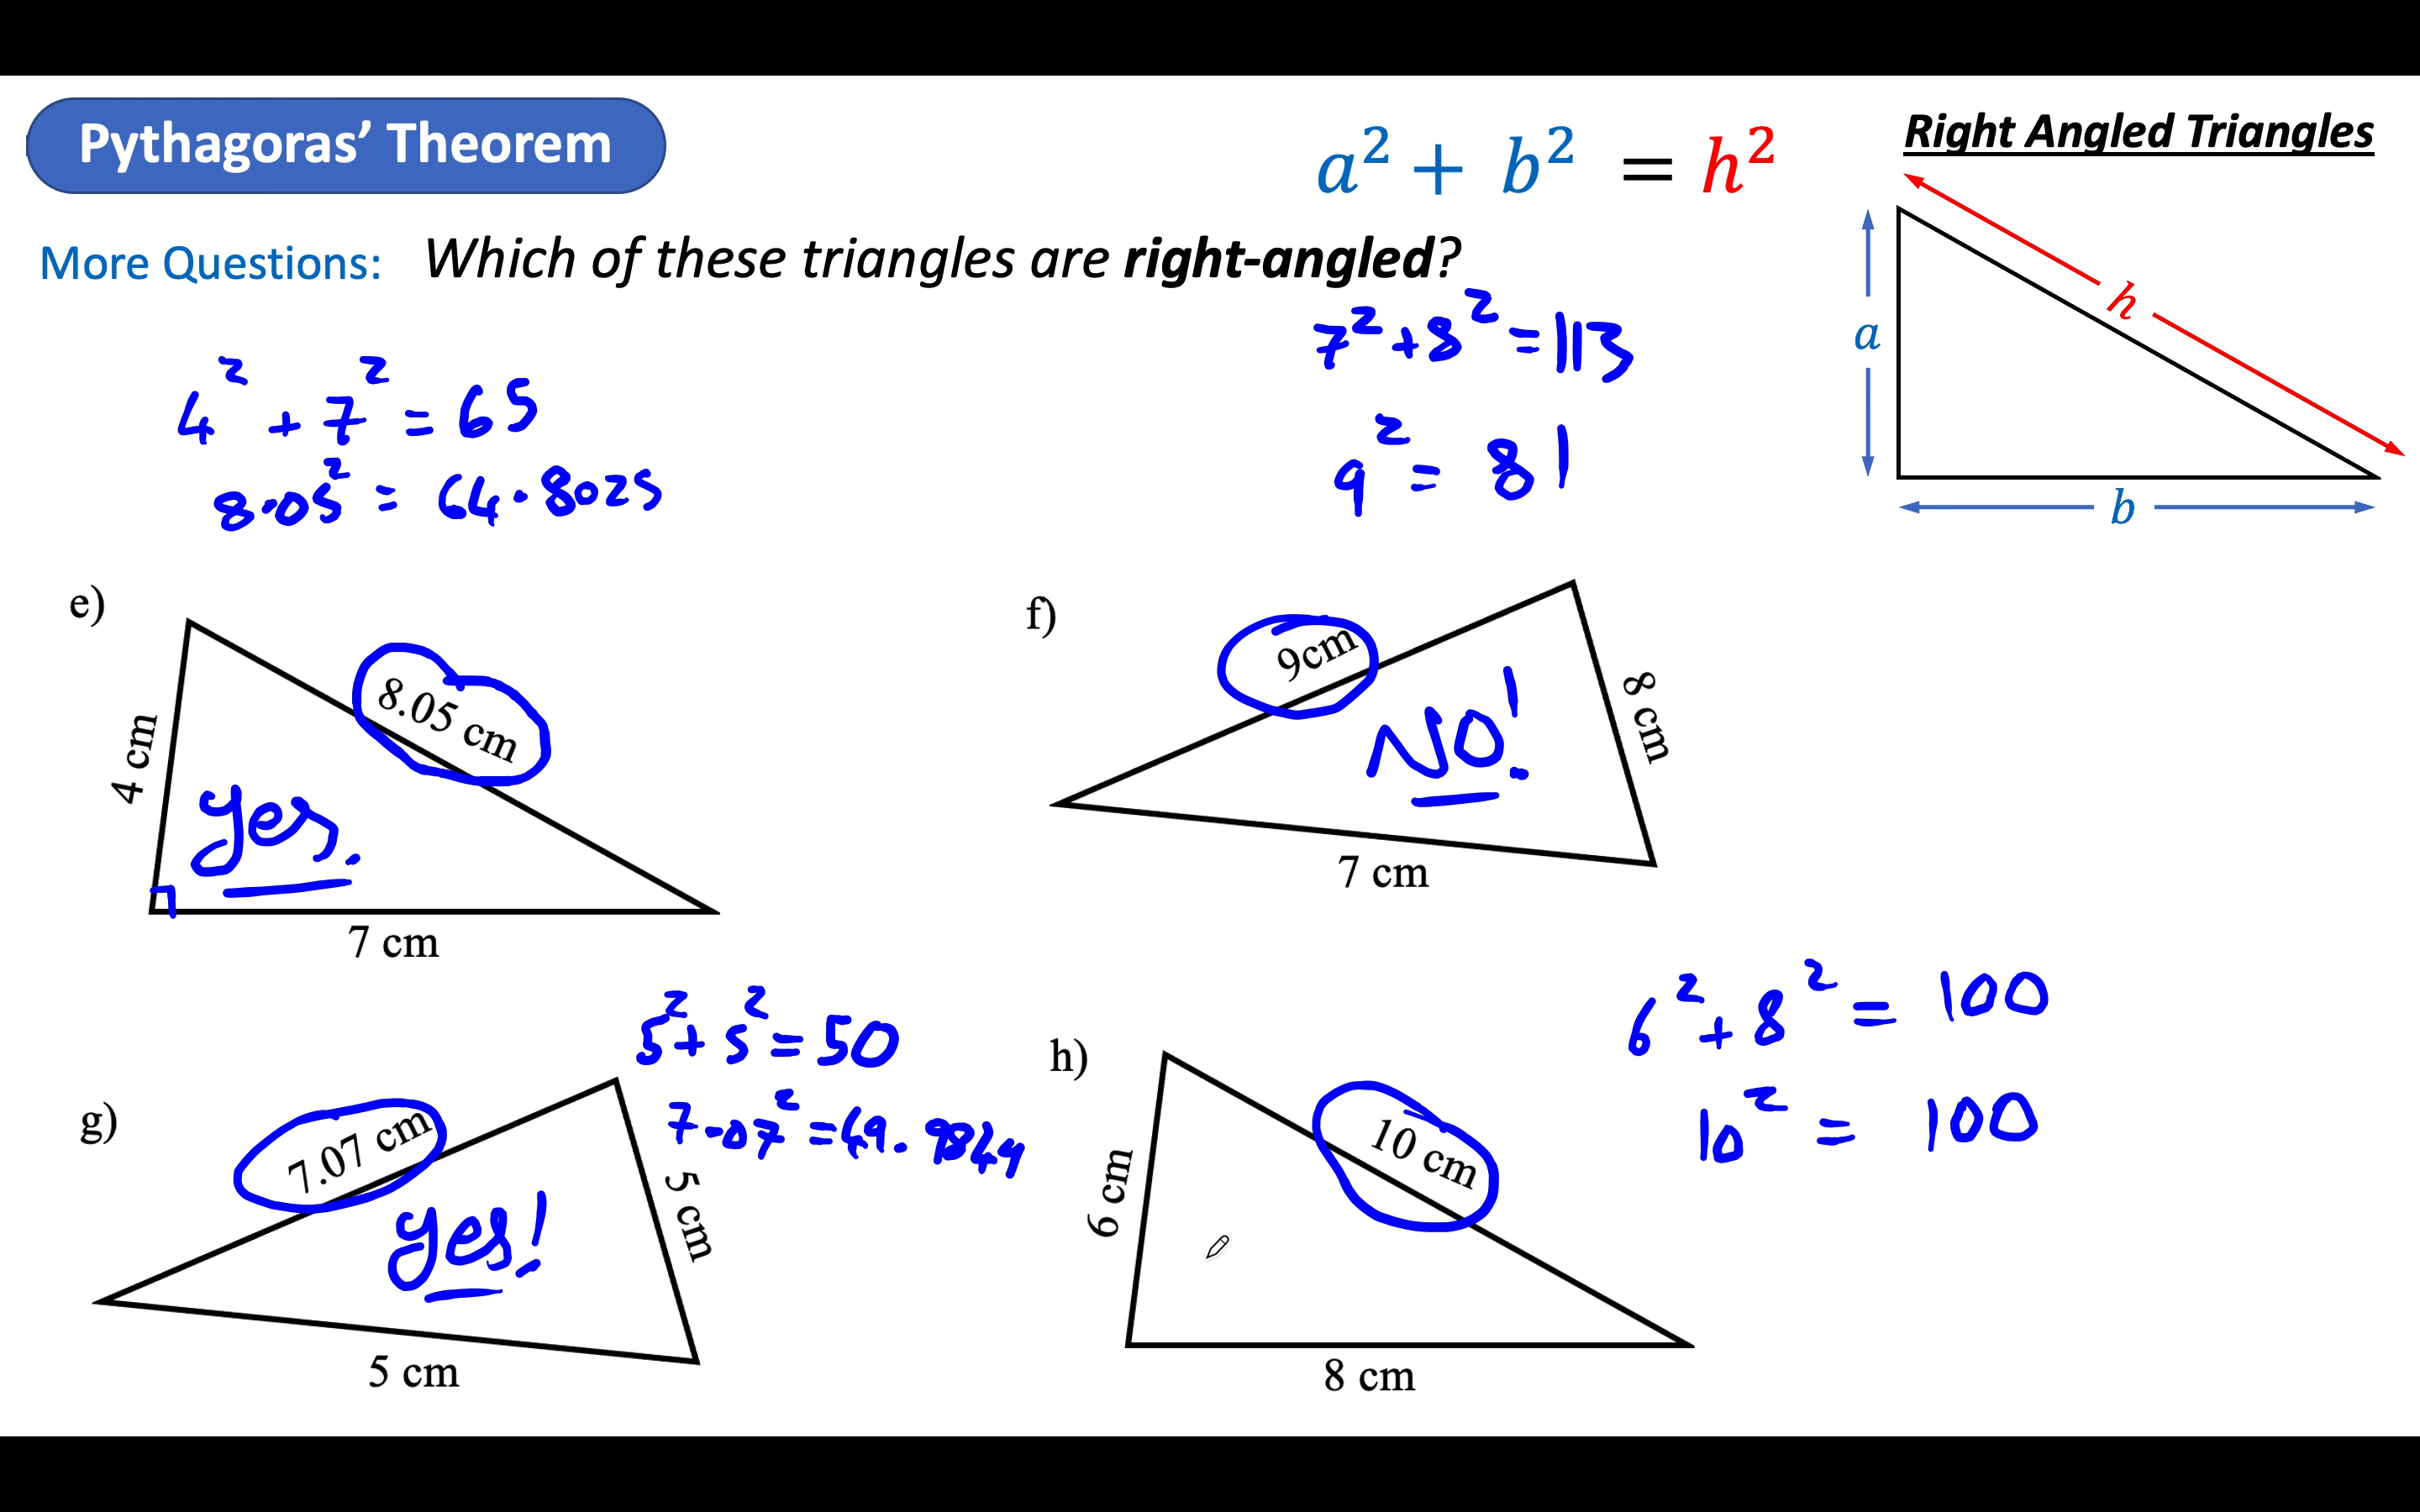 Pythagoras’ Theorem
a² + b² = h²
Right Angled Triangles
More Questions: Which of these triangles are right-angled?
a
h
b
4² + 7² = 65
8.05² = 64.8025
7² + 8² = 113
9² = 81
e)
4 cm
8.05 cm
yes.
7 cm
f)
9cm
8 cm
NO!
7 cm
g)
5² + 5² = 50
7.07² = 49.9849
7.07 cm
5 cm
yes!
5 cm
h)
6² + 8² = 100
10² = 100
6 cm
10 cm
8 cm